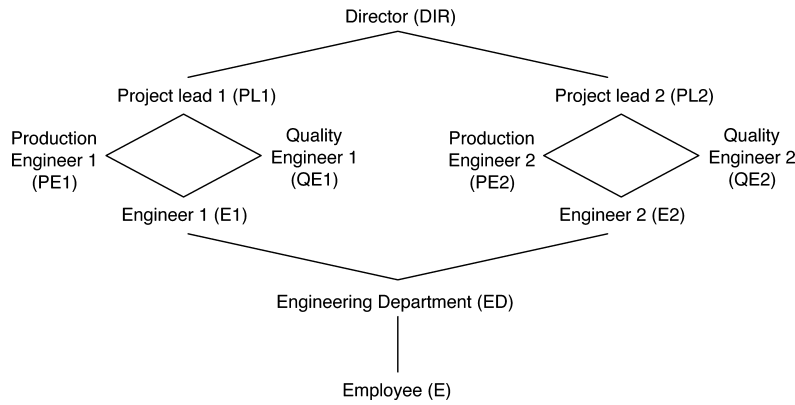 Director (DIR)
Project lead 1 (PL1)
Project lead 2 (PL2)
Production
Engineer 1
(PE1)
Quality
Engineer 1
(QE1)
Production
Engineer 2
(PE2)
Quality
Engineer 2
(QE2)
Engineer 1 (E1)
Engineer 2 (E2)
Engineering Department (ED)
Employee (E)